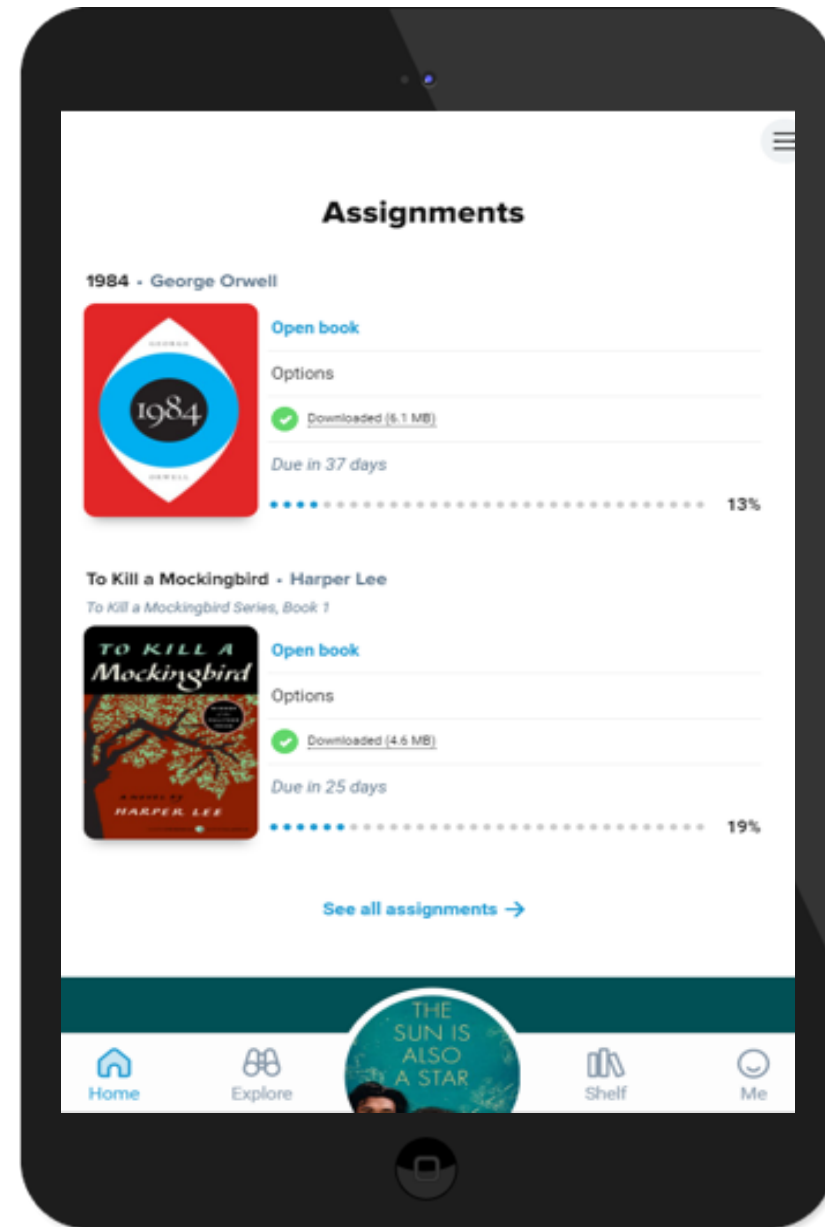 Assignments
1984 • George Orwell
GEORGE
1984
ORWELL
Open book
Options
Downloaded (6.1 MB)
Due in 37 days
13%
To Kill a Mockingbird • Harper Lee
To Kill a Mockingbird Series, Book 1
TO KILL A
Mockingbird
A NOVEL BY
HARPER LEE
Open book
Options
Downloaded (4.6 MB)
Due in 25 days
19%
See all assignments →
THE
SUN IS
ALSO
A STAR
Home
Explore
Shelf
Me